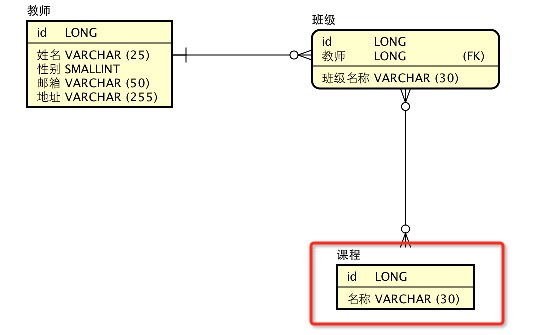 教师
id LONG
姓名 VARCHAR (25)
性别 SMALLINT
邮箱 VARCHAR (50)
地址 VARCHAR (255)
班级
id LONG
教师 LONG (FK)
班级名称 VARCHAR (30)
课程
id LONG
名称 VARCHAR (30)